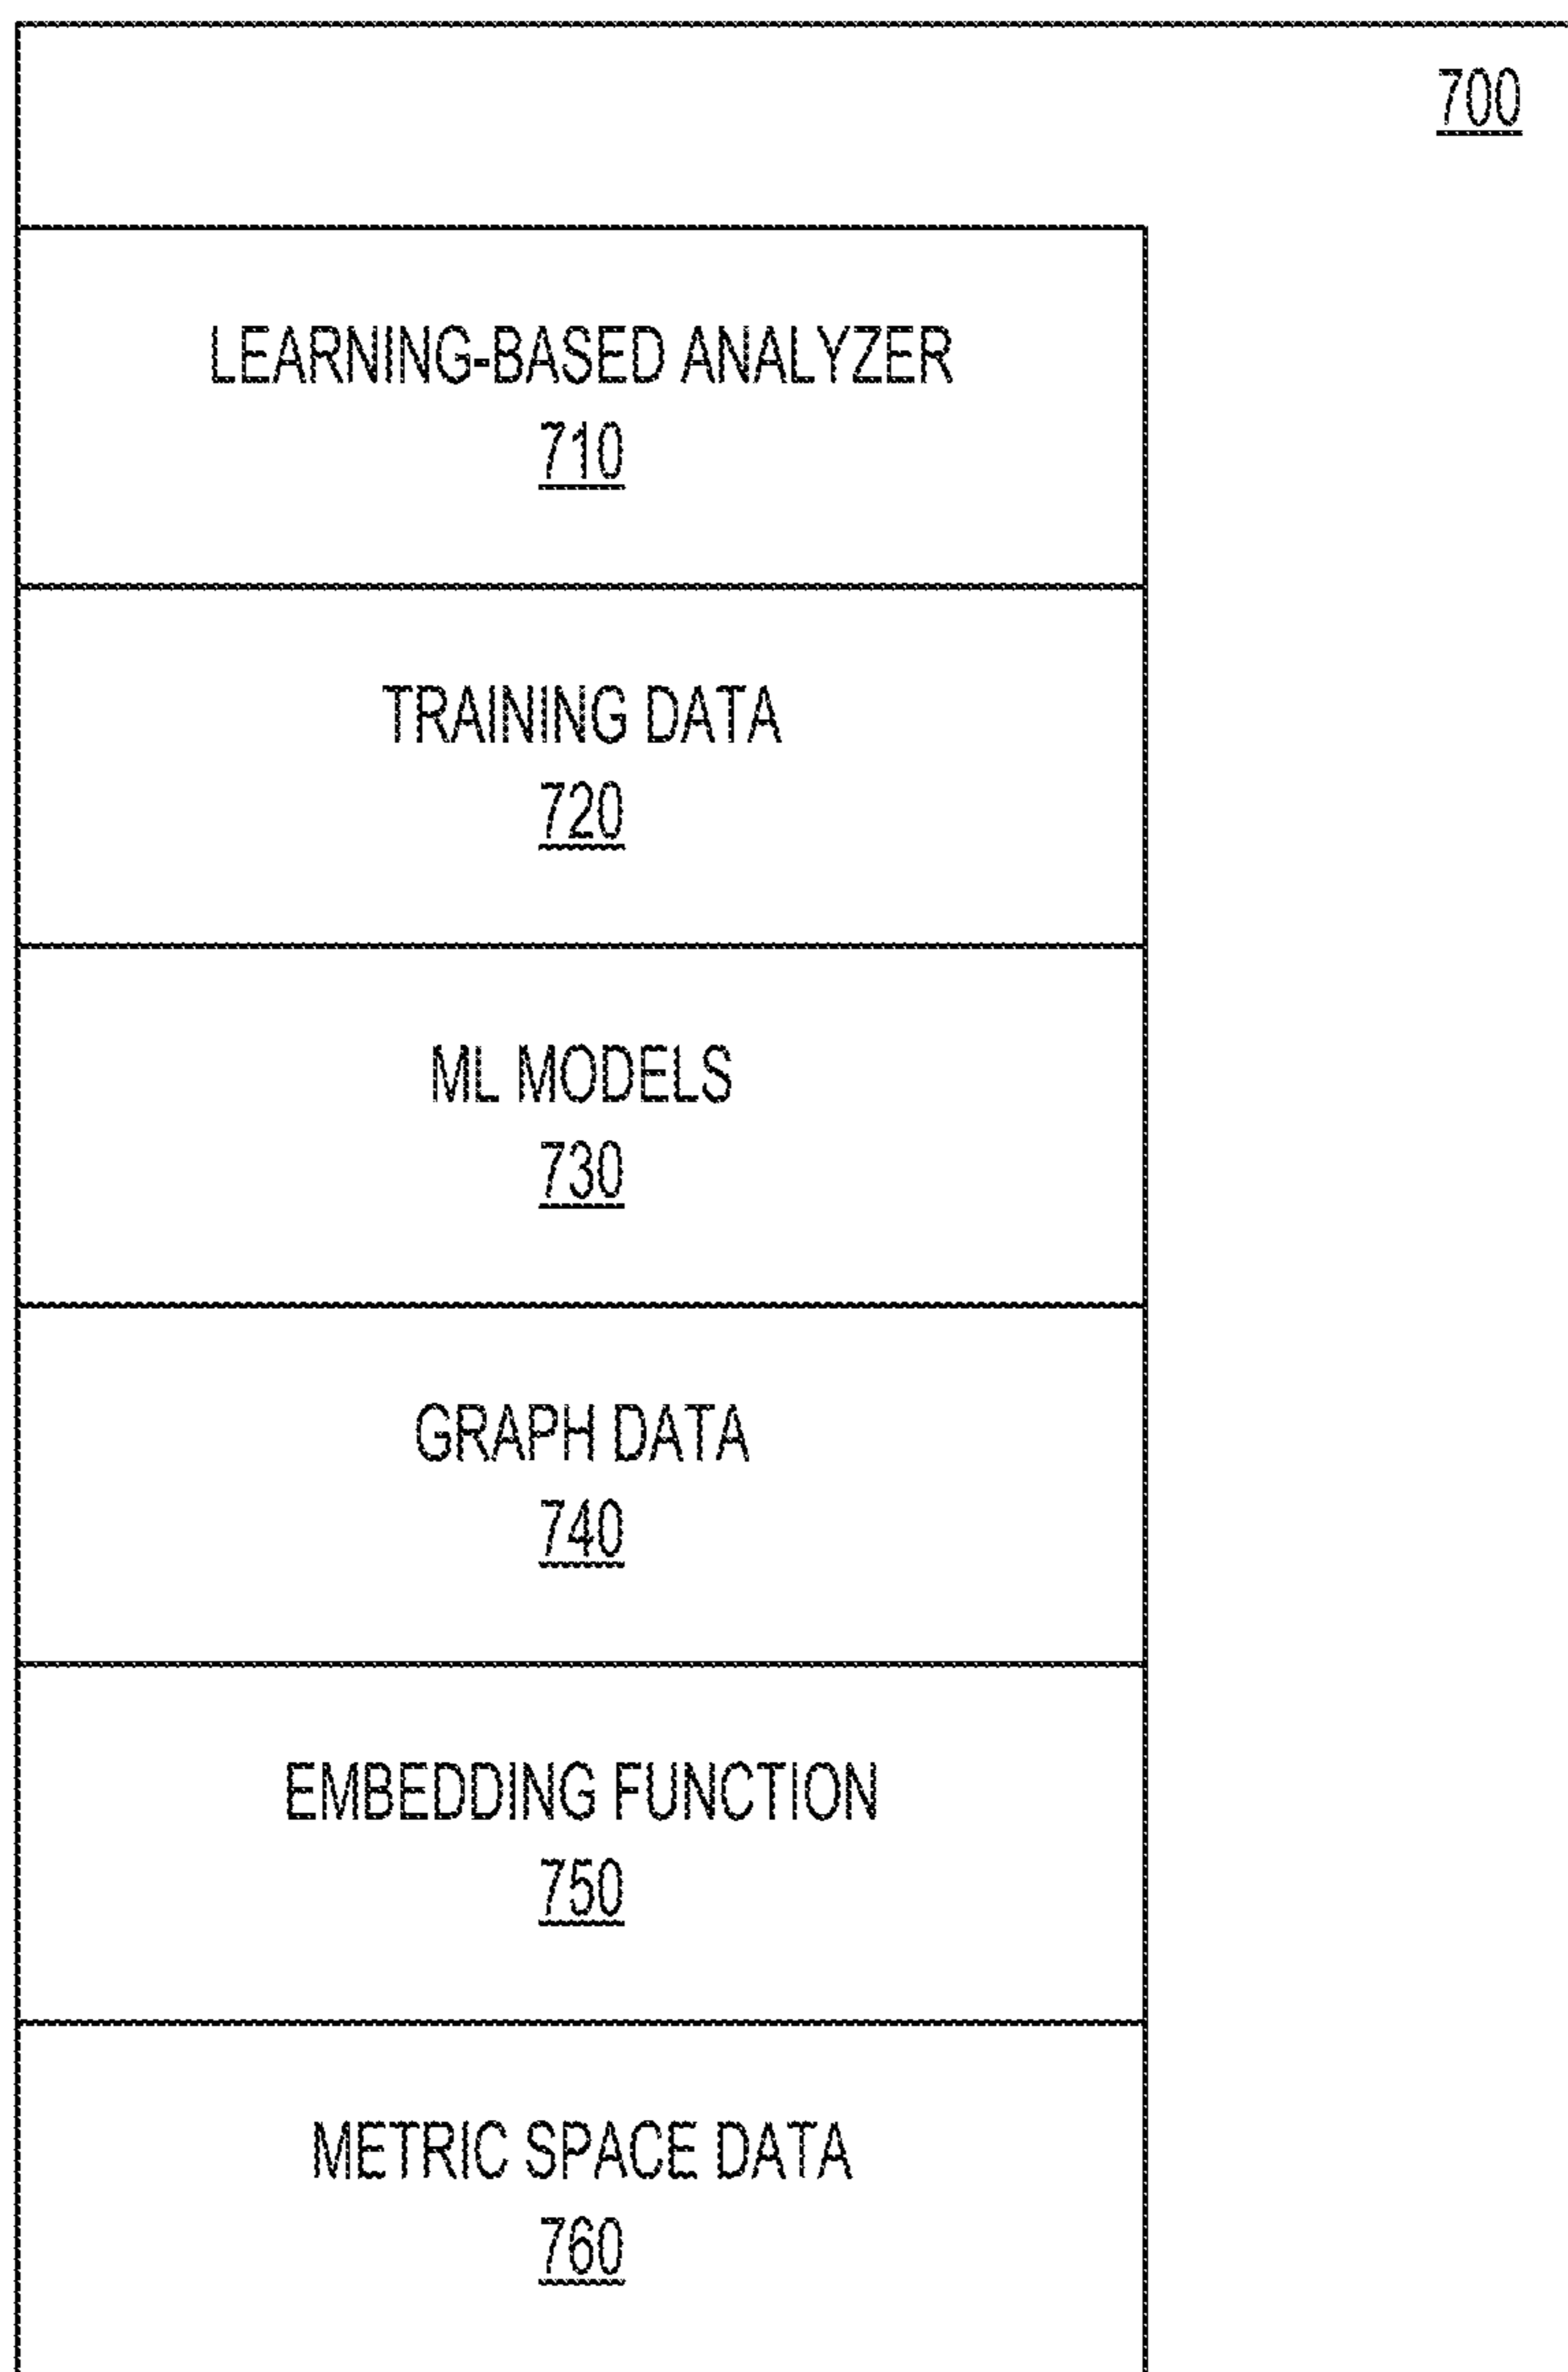 700
LEARNING-BASED ANALYZER
710
TRAINING DATA
720
ML MODELS
730
GRAPH DATA
740
EMBEDDING FUNCTION
750
METRIC SPACE DATA
760